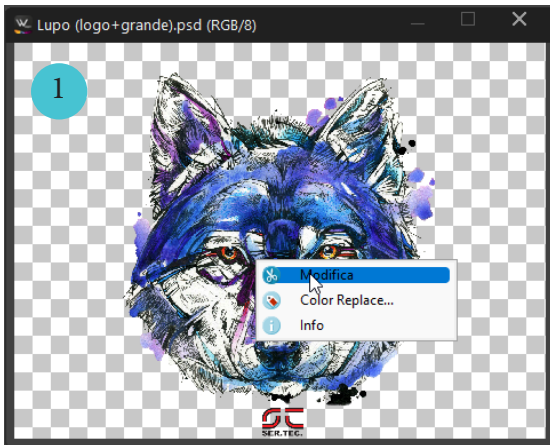 Lupo (logo+grande).psd (RGB/8)
1
Modifica
Color Replace...
Info
SER.TEC.